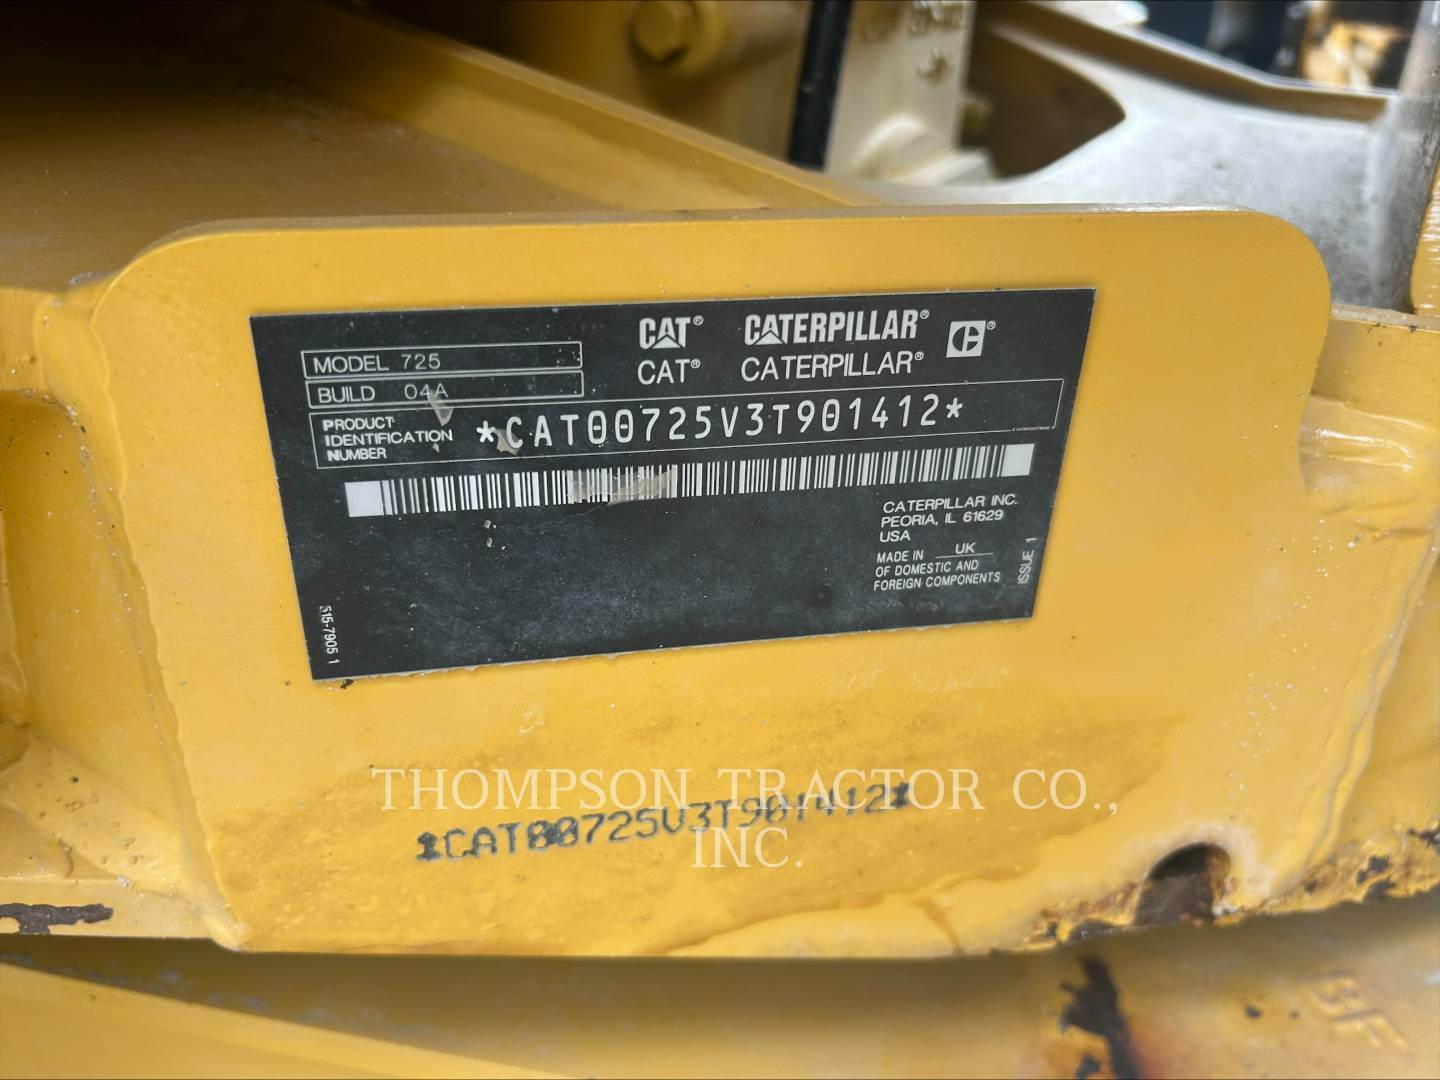 CAT® CATERPILLAR®
CAT® CATERPILLAR®
MODEL 725
BUILD 04A
PRODUCT
IDENTIFICATION
NUMBER
*CAT00725V3T901412*
CATERPILLAR INC.
PEORIA, IL 61629
USA
MADE IN UK
OF DOMESTIC AND
FOREIGN COMPONENTS
ISSUE 1
515-7905 1
THOMPSON TRACTOR CO.,
INC.
*CAT00725V3T901412*